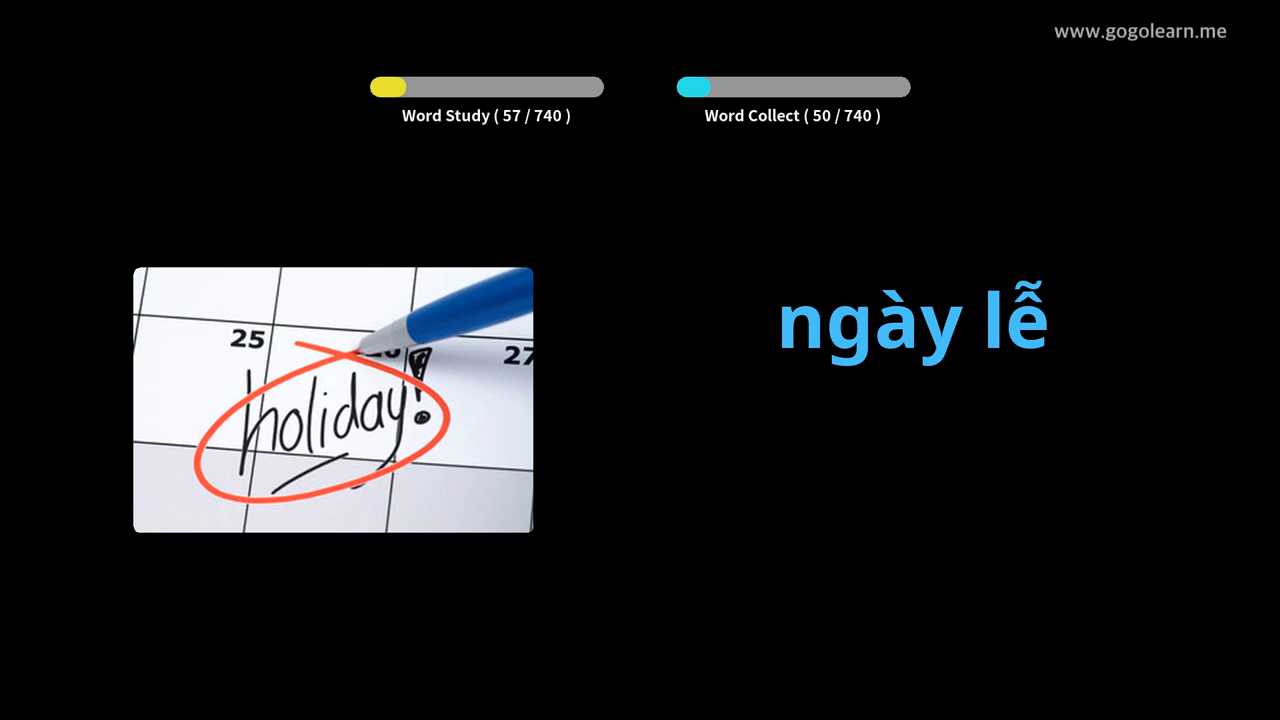 www.gogolearn.me
Word Study ( 57 / 740 )
Word Collect ( 50 / 740 )
ngày lễ
25
27
holiday!